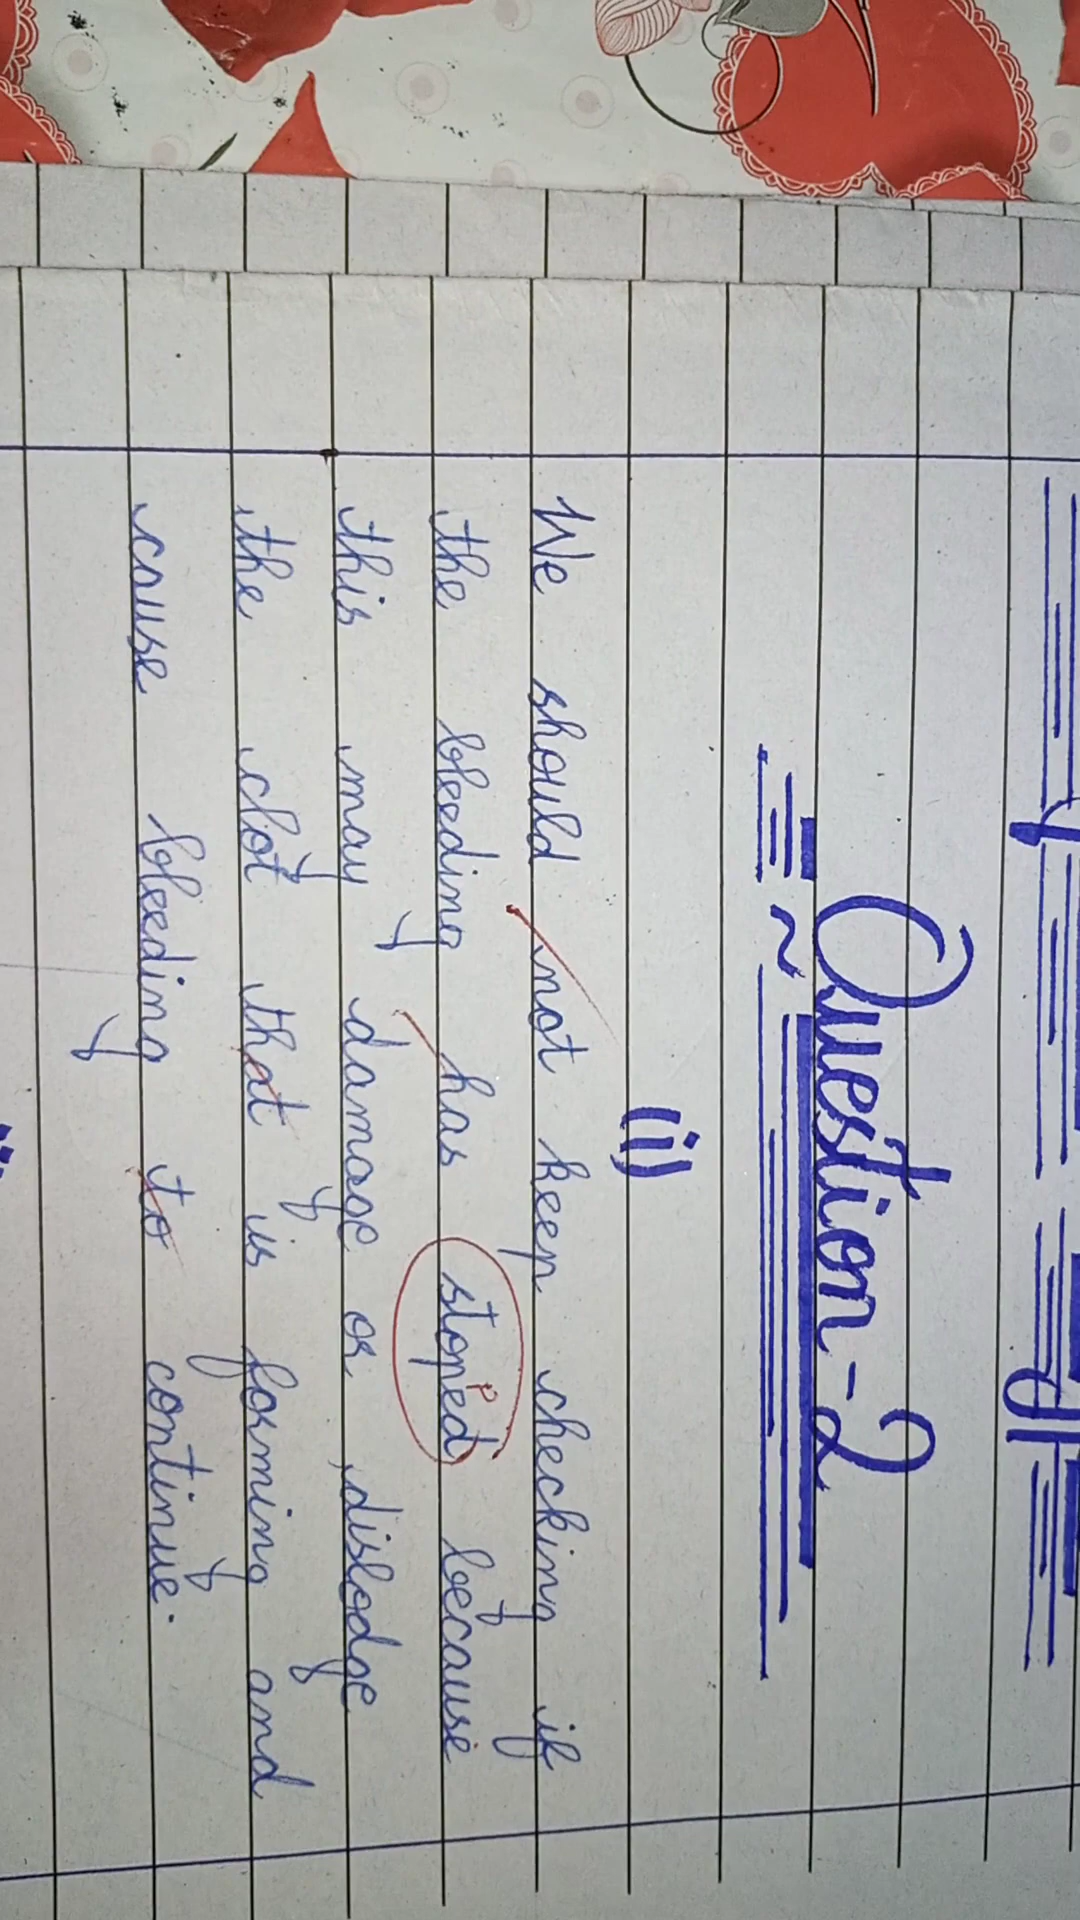 Question-2
(i)
We should not keep checking if
the bleeding has stoped because
this may damage or dislodge
the clot that is forming and
cause bleeding to continue.